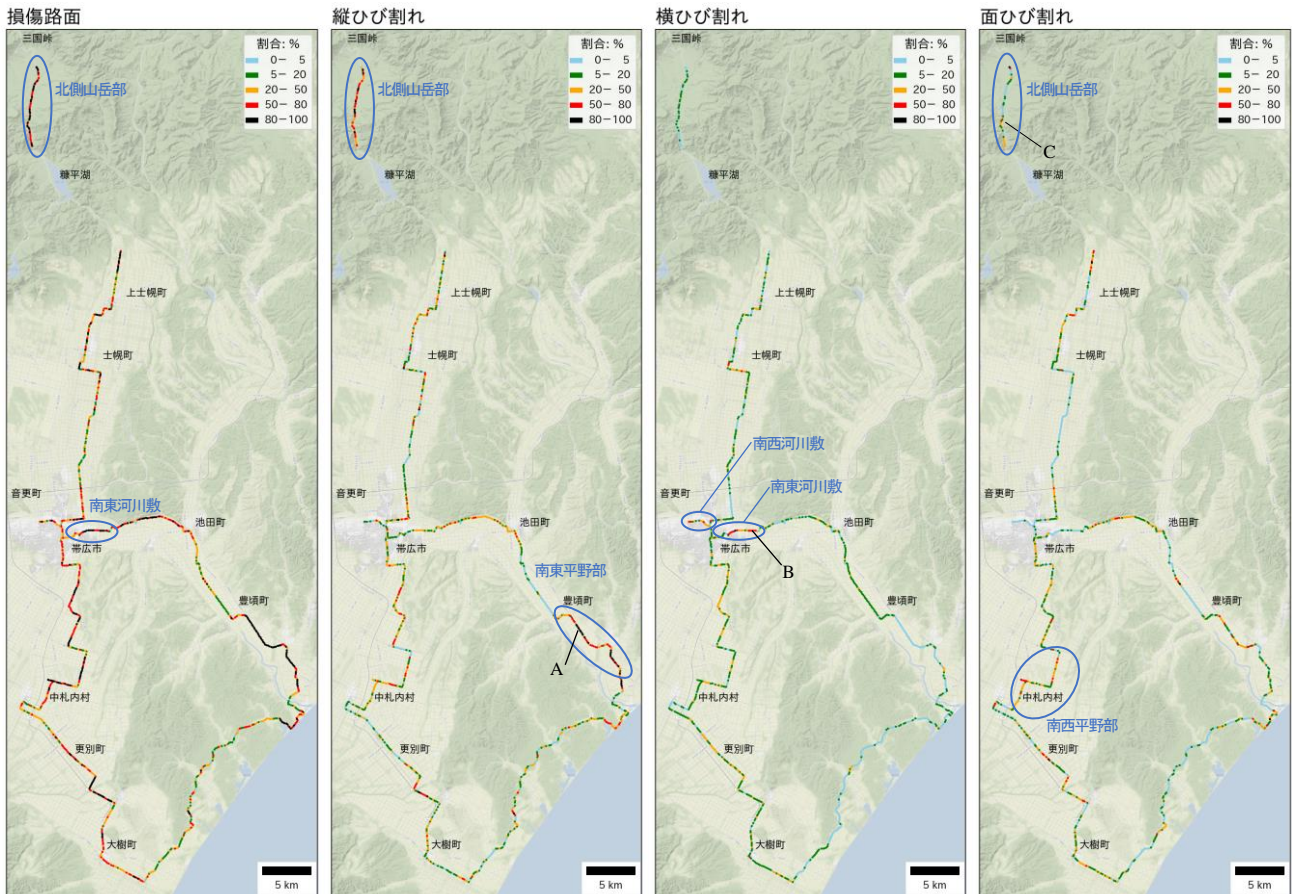 損傷路面
三国峠
割合: %
0− 5
5− 20
20− 50
50− 80
80−100
北側山岳部
糠平湖
上士幌町
士幌町
音更町
南東河川敷
池田町
帯広市
豊頃町
中札内村
更別町
大樹町
5 km
縦ひび割れ
三国峠
割合: %
0− 5
5− 20
20− 50
50− 80
80−100
北側山岳部
糠平湖
上士幌町
士幌町
音更町
池田町
帯広市
南東平野部
豊頃町
A
中札内村
更別町
大樹町
5 km
横ひび割れ
三国峠
割合: %
0− 5
5− 20
20− 50
50− 80
80−100
糠平湖
上士幌町
士幌町
南西河川敷
南東河川敷
音更町
池田町
帯広市
B
豊頃町
中札内村
更別町
大樹町
5 km
面ひび割れ
三国峠
割合: %
0− 5
5− 20
20− 50
50− 80
80−100
北側山岳部
C
糠平湖
上士幌町
士幌町
音更町
池田町
帯広市
豊頃町
中札内村
南西平野部
更別町
大樹町
5 km